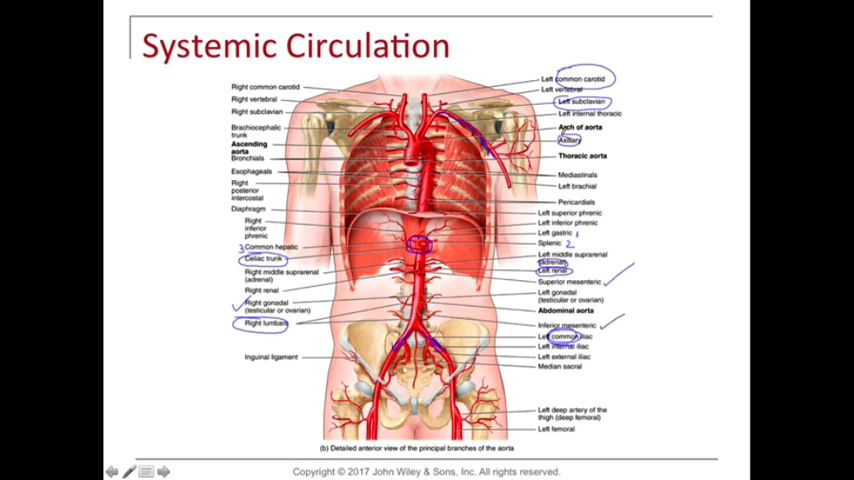 Systemic Circulation
Right common carotid
Right vertebral
Right subclavian
Brachiocephalic
trunk
Ascending
aorta
Bronchials
Esophageals
Right
posterior
intercostal
Diaphragm
Right
inferior
phrenic
3 Common hepatic
Celiac trunk
Right middle suprarenal
(adrenal)
Right renal
Right gonadal
(testicular or ovarian)
Right lumbars
Inguinal ligament
Left common carotid
Left vertebral
Left subclavian
Left internal thoracic
Arch of aorta
Axillary
Thoracic aorta
Mediastinals
Left brachial
Pericardials
Left superior phrenic
Left inferior phrenic
Left gastric 1
Splenic 2
Left middle suprarenal
(adrenal)
Left renal
Superior mesenteric
Left gonadal
(testicular or ovarian)
Abdominal aorta
Inferior mesenteric
Left common iliac
Left internal iliac
Left external iliac
Median sacral
Left deep artery of the
thigh (deep femoral)
Left femoral
(b) Detailed anterior view of the principal branches of the aorta
Copyright © 2017 John Wiley & Sons, Inc. All rights reserved.